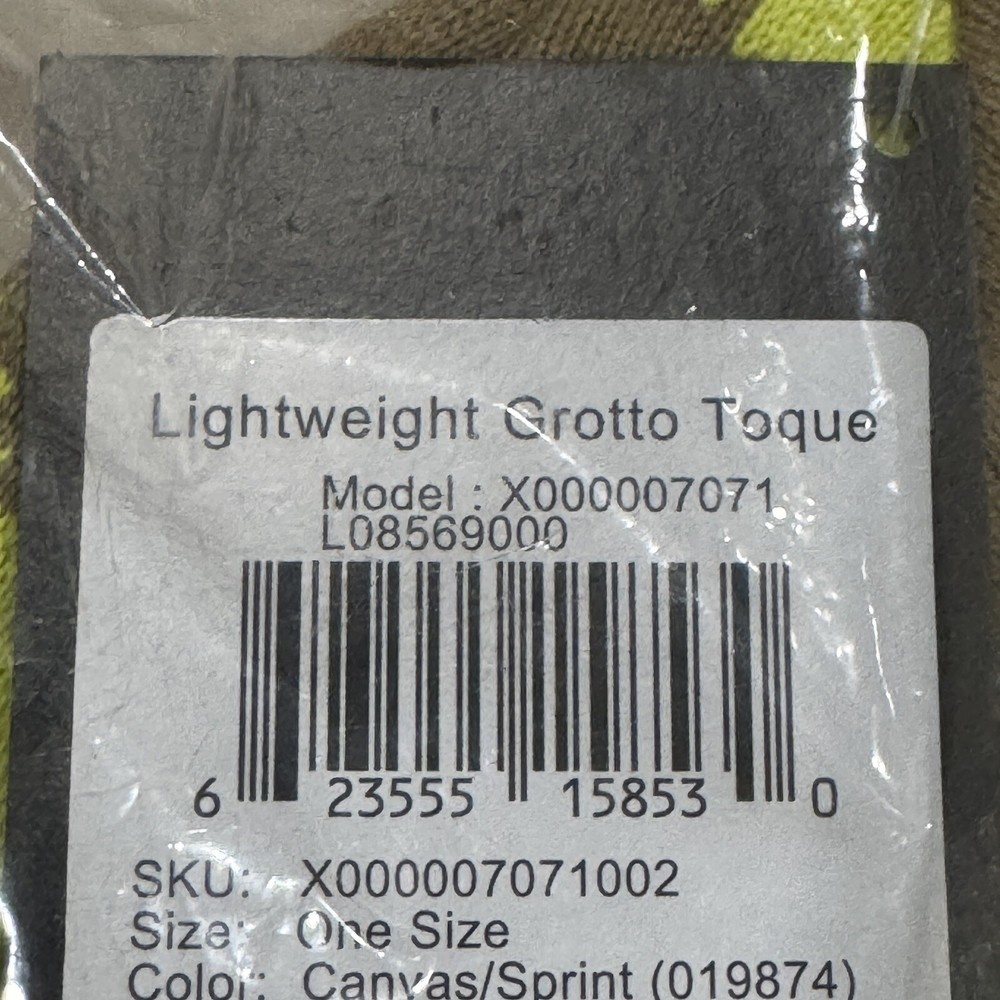 Lightweight Grotto Toque
Model : X000007071
L08569000
6 23555 15853 0
SKU: X000007071002
Size: One Size
Color: Canvas/Sprint (019874)